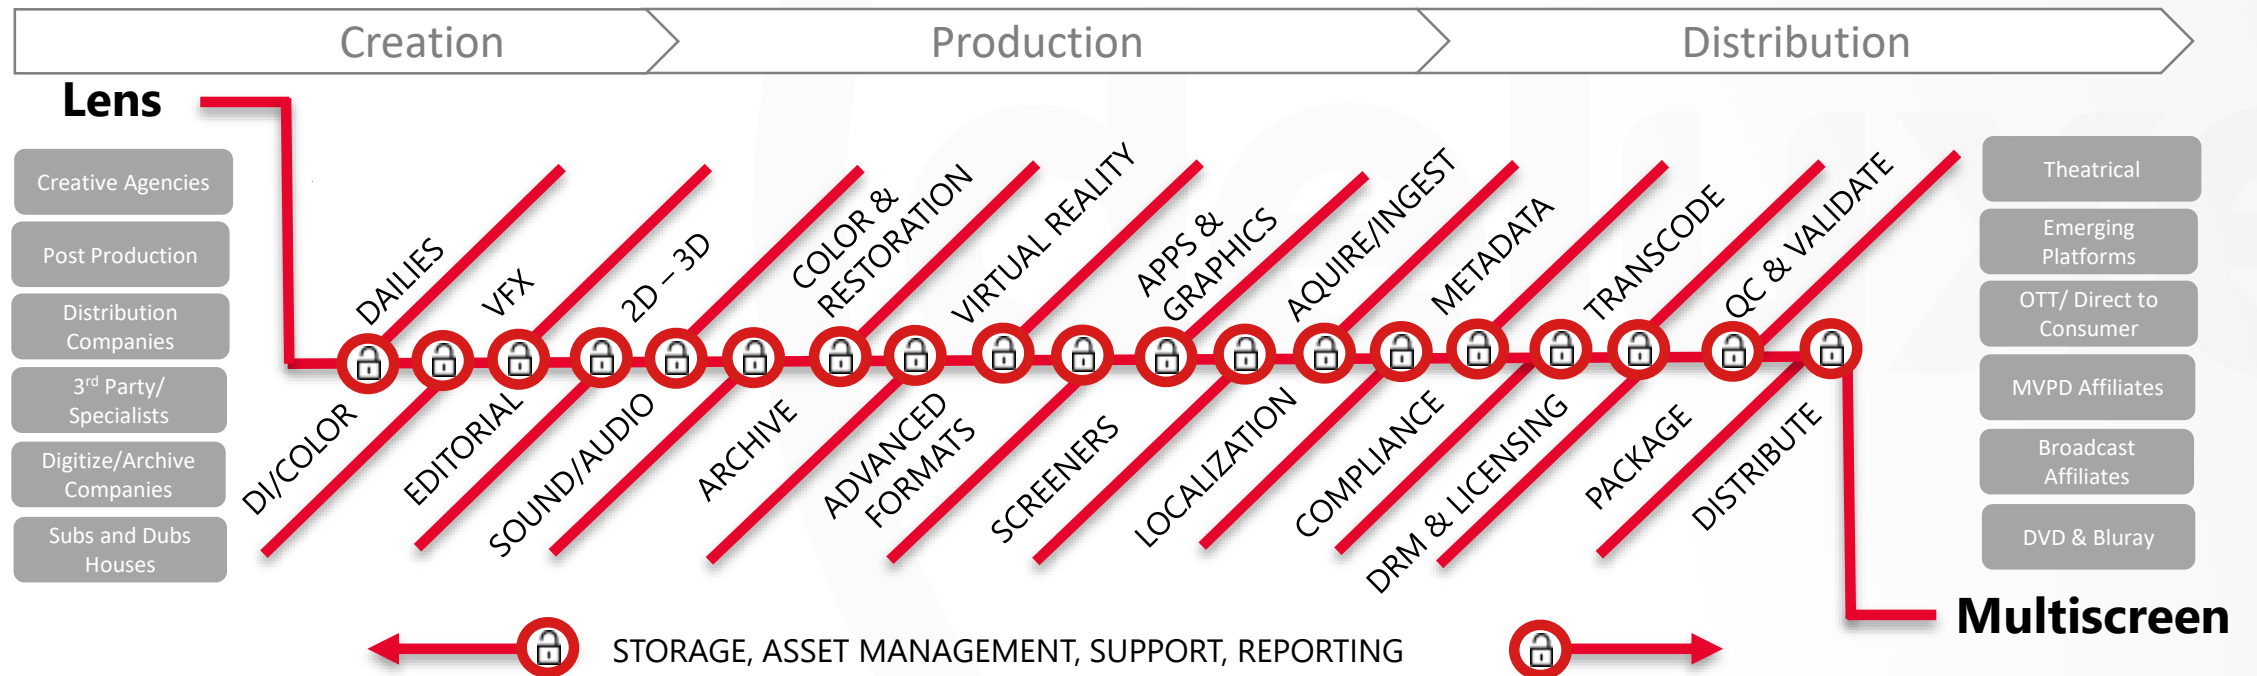 Creation
Production
Distribution
Lens
Creative Agencies
Post Production
Distribution
Companies
3rd Party/
Specialists
Digitize/Archive
Companies
Subs and Dubs
Houses
DAILIES
VFX
2D – 3D
COLOR &
RESTORATION
VIRTUAL REALITY
APPS &
GRAPHICS
AQUIRE/INGEST
METADATA
TRANSCODE
QC & VALIDATE
DI/COLOR
EDITORIAL
SOUND/AUDIO
ARCHIVE
ADVANCED
FORMATS
SCREENERS
LOCALIZATION
COMPLIANCE
DRM & LICENSING
PACKAGE
DISTRIBUTE
Theatrical
Emerging
Platforms
OTT/ Direct to
Consumer
MVPD Affiliates
Broadcast
Affiliates
DVD & Bluray
Multiscreen
STORAGE, ASSET MANAGEMENT, SUPPORT, REPORTING